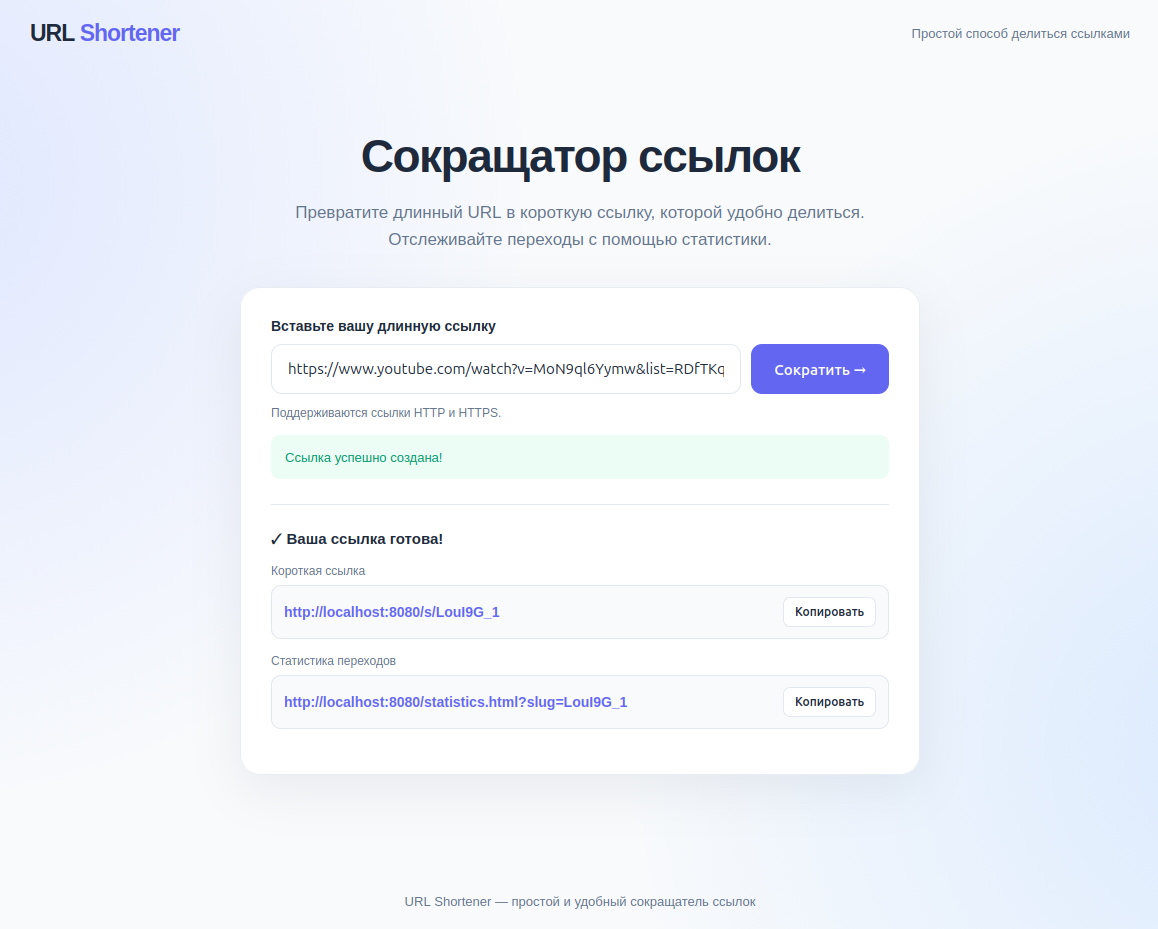 URL Shortener
Простой способ делиться ссылками
Сокращатор ссылок
Превратите длинный URL в короткую ссылку, которой удобно делиться.
Отслеживайте переходы с помощью статистики.
Вставьте вашу длинную ссылку
https://www.youtube.com/watch?v=MoN9ql6Yymw&list=RDfTKq
Сократить →
Поддерживаются ссылки HTTP и HTTPS.
Ссылка успешно создана!
✓ Ваша ссылка готова!
Короткая ссылка
http://localhost:8080/s/LouI9G_1
Копировать
Статистика переходов
http://localhost:8080/statistics.html?slug=LouI9G_1
Копировать
URL Shortener — простой и удобный сокращатель ссылок